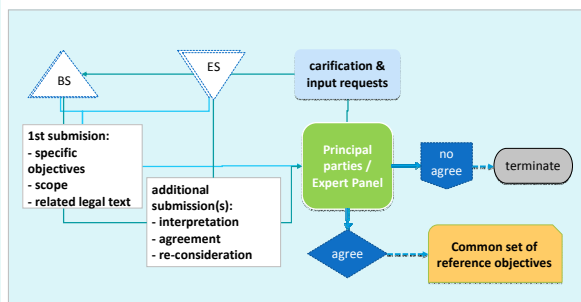 BS
ES
carification &
input requests
1st submision:
- specific
objectives
- scope
- related legal text
additional
submission(s):
- interpretation
- agreement
- re-consideration
Principal
parties /
Expert Panel
no
agree
terminate
agree
Common set of
reference objectives